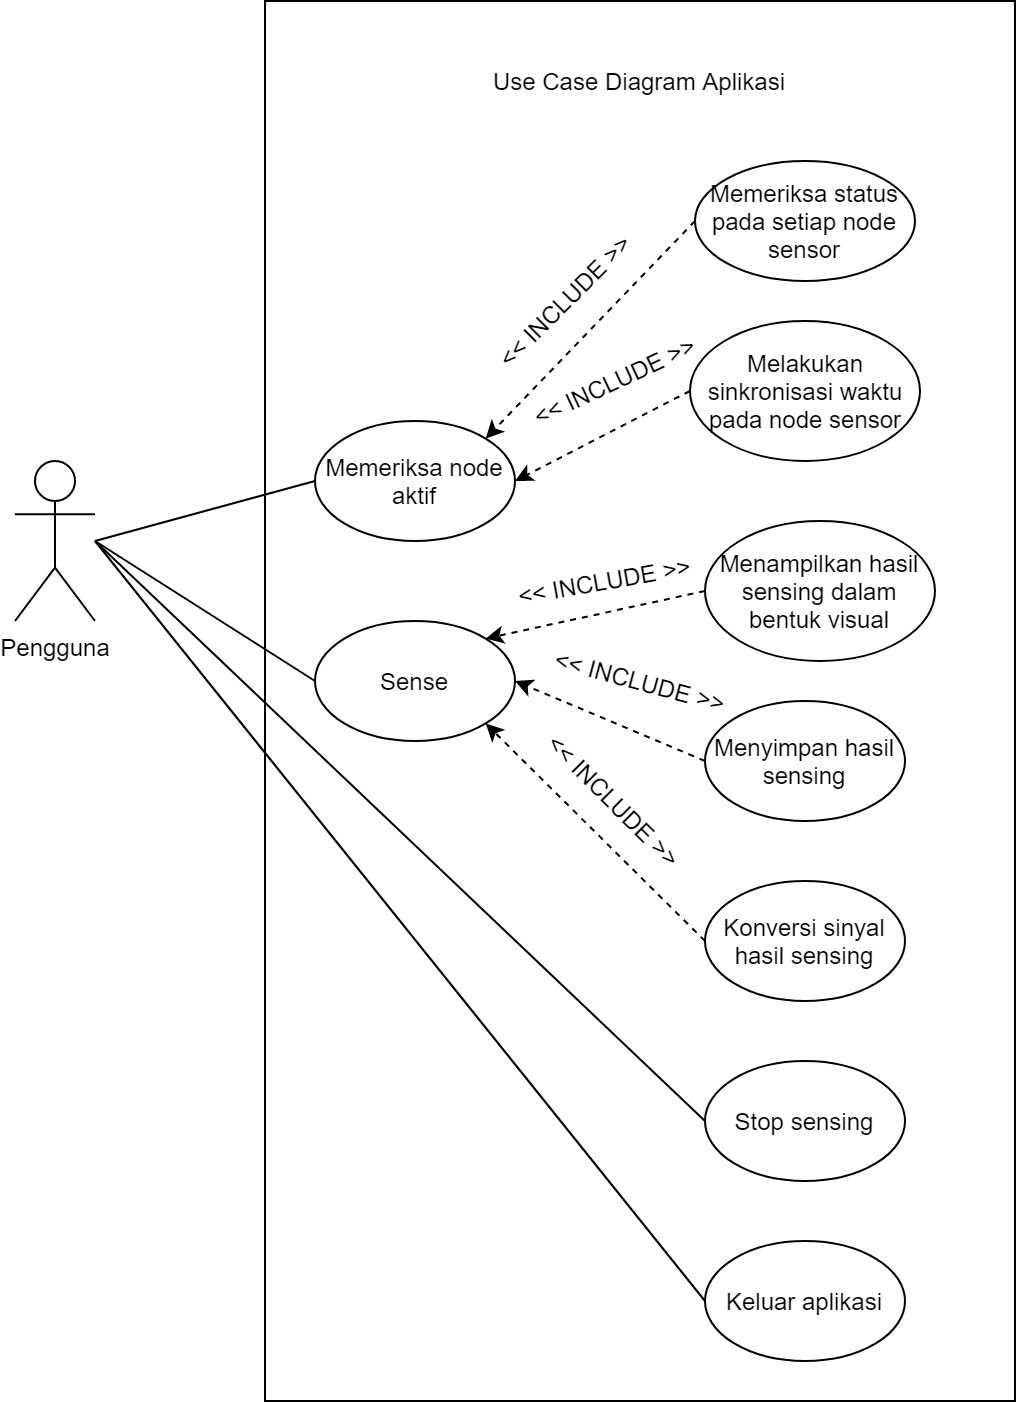 Use Case Diagram Aplikasi
Memeriksa status
pada setiap node
sensor
<< INCLUDE >>
<< INCLUDE >>
Melakukan
sinkronisasi waktu
pada node sensor
Memeriksa node
aktif
Pengguna
<< INCLUDE >>
Menampilkan hasil
sensing dalam
bentuk visual
Sense
<< INCLUDE >>
Menyimpan hasil
sensing
<< INCLUDE >>
Konversi sinyal
hasil sensing
Stop sensing
Keluar aplikasi